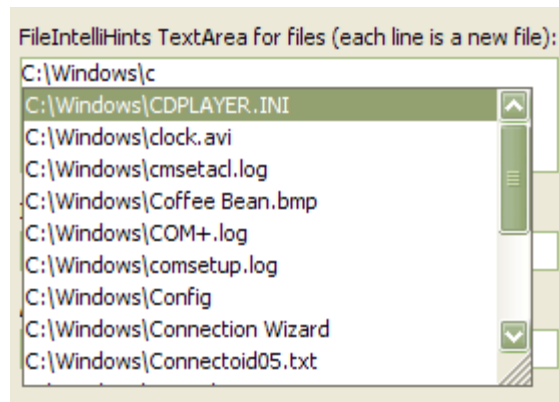 FileIntelliHints TextArea for files (each line is a new file):
C:\Windows\c
C:\Windows\CDPLAYER.INI
C:\Windows\clock.avi
C:\Windows\cmsetacl.log
C:\Windows\Coffee Bean.bmp
C:\Windows\COM+.log
C:\Windows\comsetup.log
C:\Windows\Config
C:\Windows\Connection Wizard
C:\Windows\Connectoid05.txt